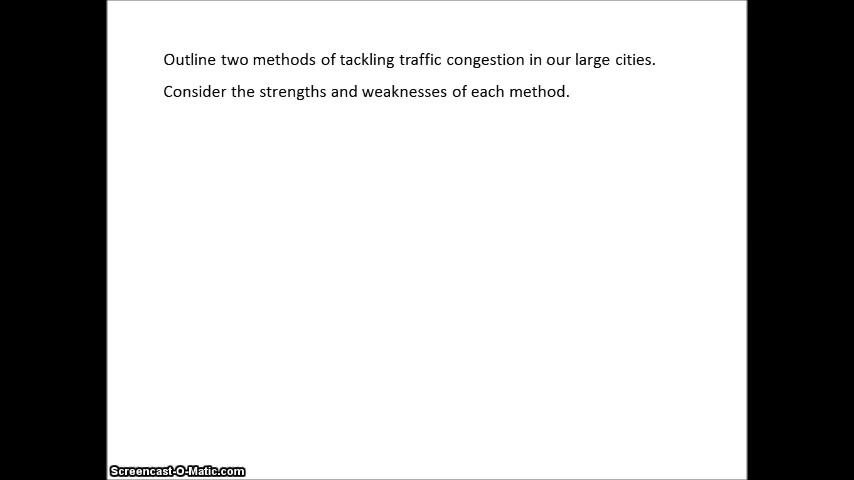 Outline two methods of tackling traffic congestion in our large cities.
Consider the strengths and weaknesses of each method.
Screencast-O-Matic.com